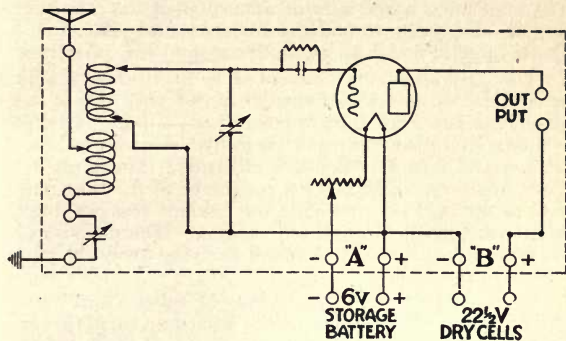 OUT
PUT
- "A" + - "B" +
- 6V + 22½V
STORAGE DRY CELLS
BATTERY